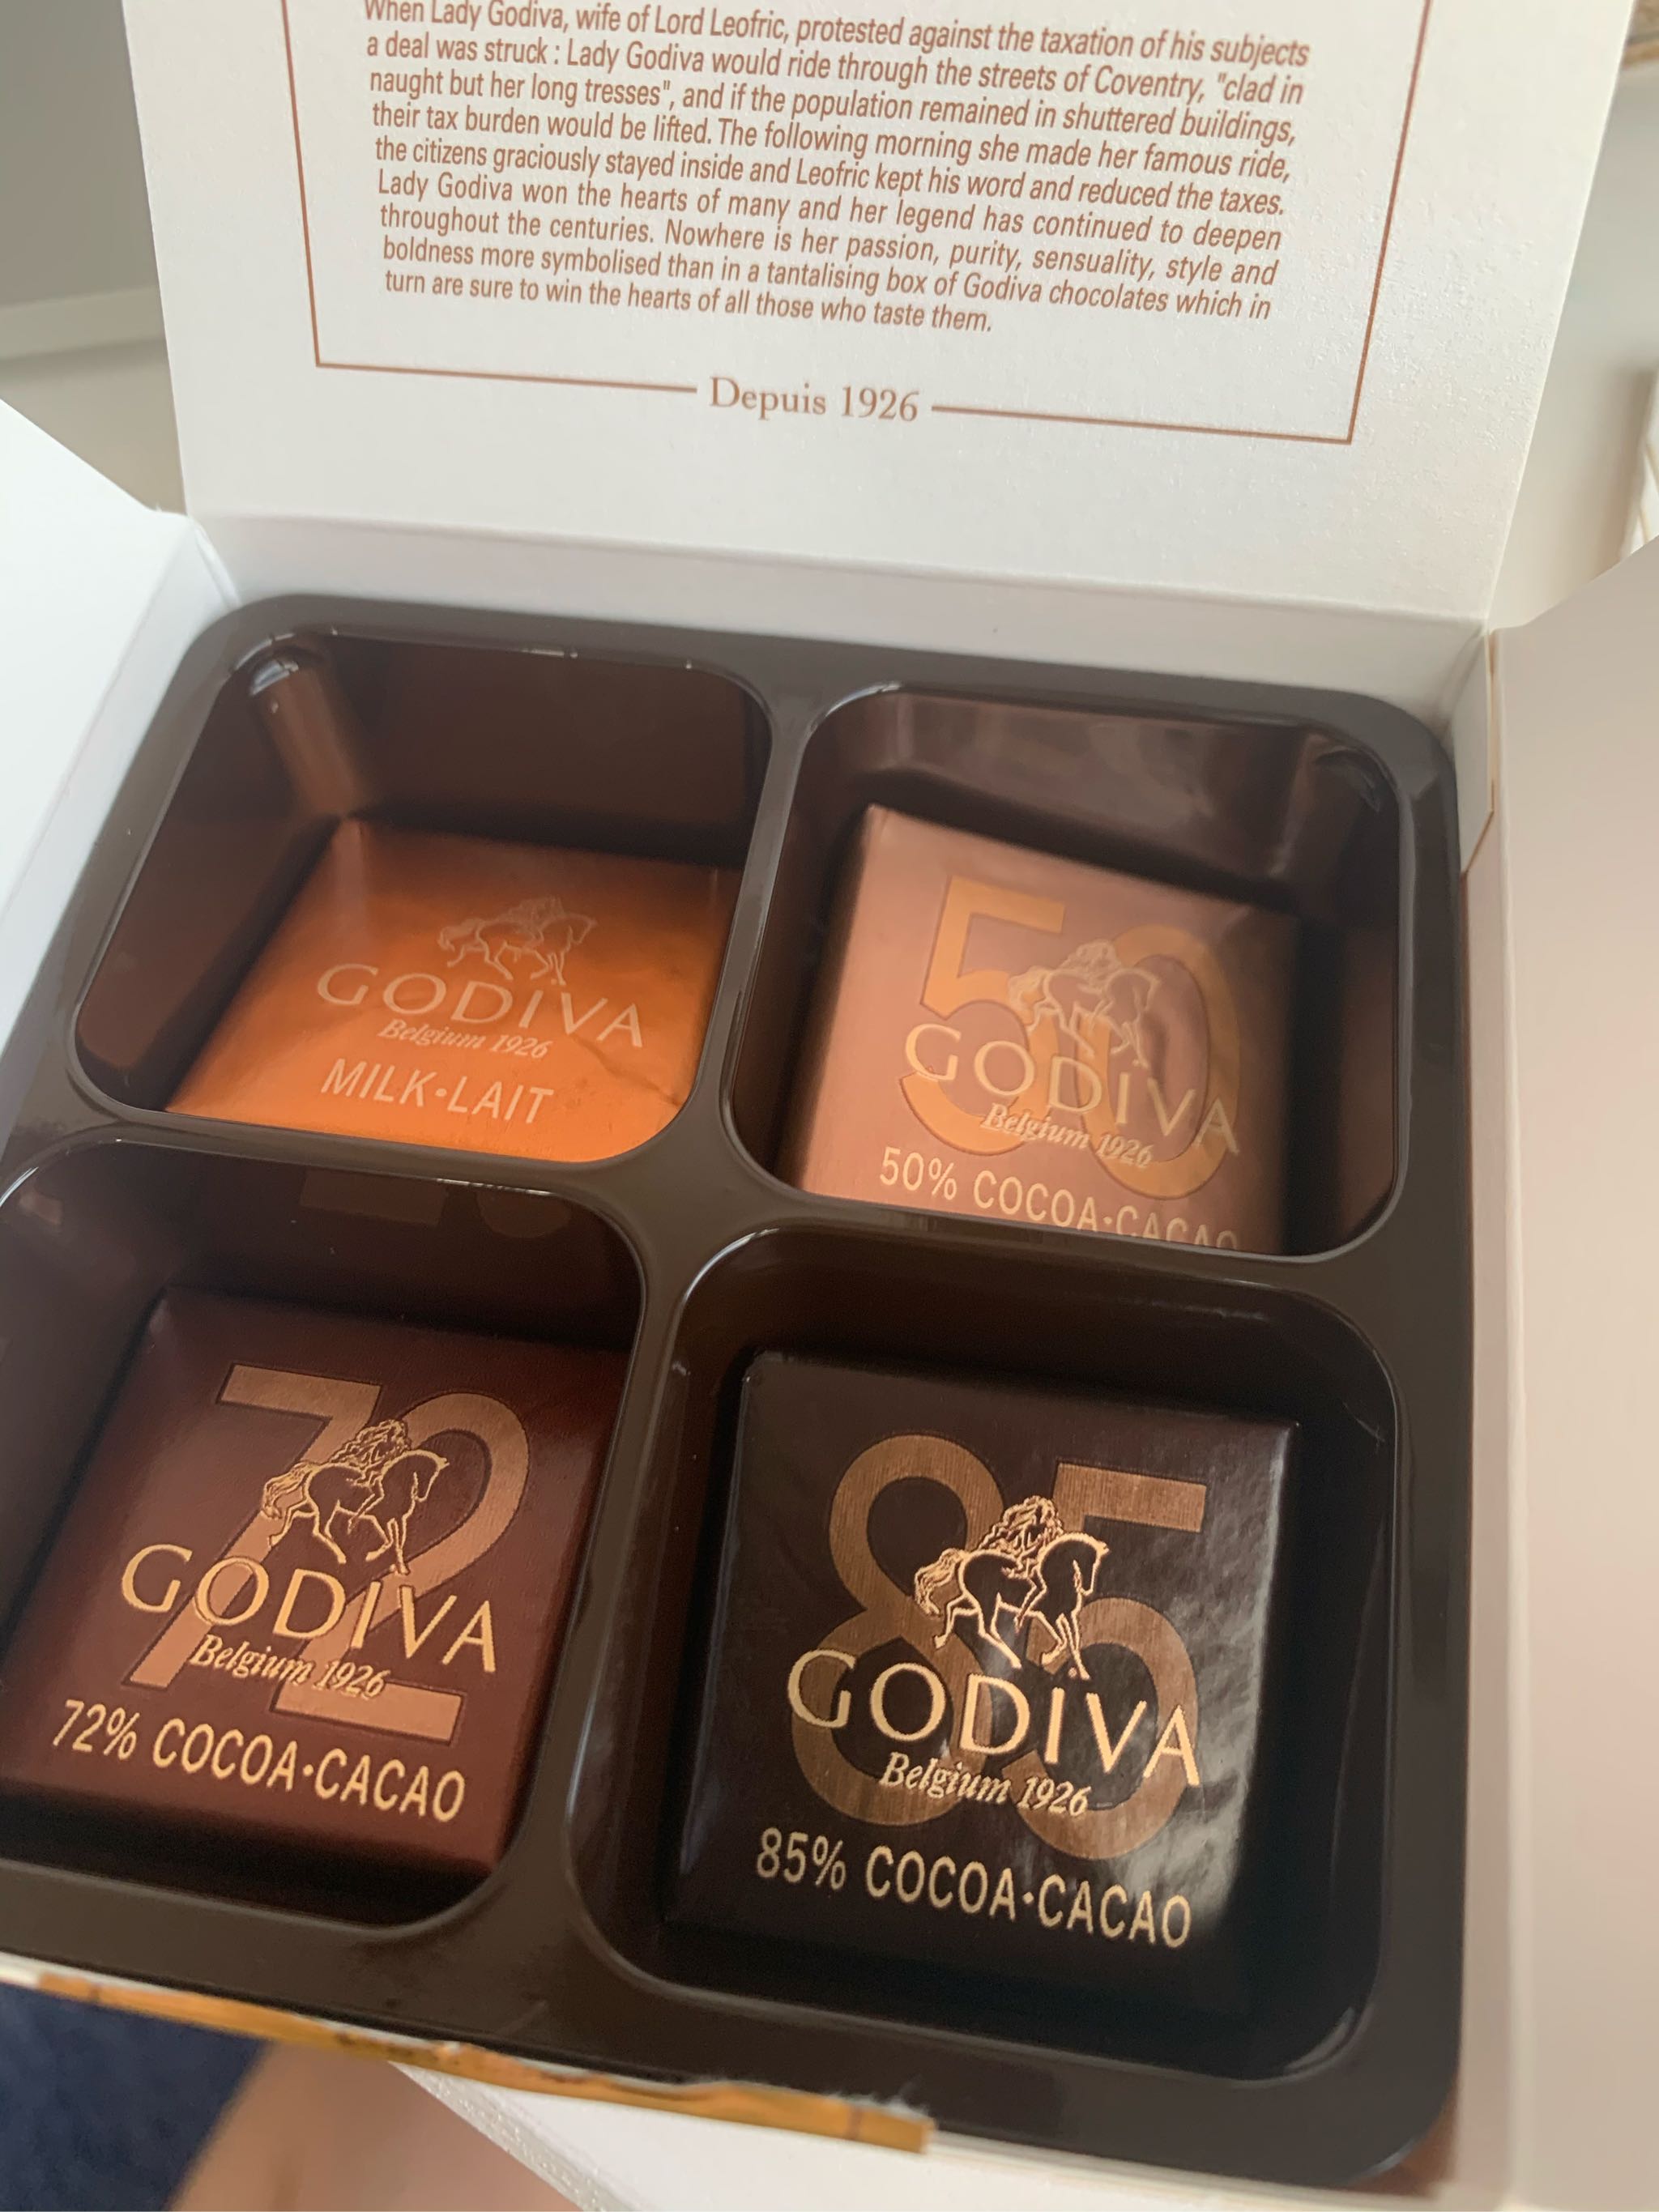 When Lady Godiva, wife of Lord Leofric, protested against the taxation of his subjects
a deal was struck : Lady Godiva would ride through the streets of Coventry, "clad in
naught but her long tresses", and if the population remained in shuttered buildings,
their tax burden would be lifted. The following morning she made her famous ride,
the citizens graciously stayed inside and Leofric kept his word and reduced the taxes.
Lady Godiva won the hearts of many and her legend has continued to deepen
throughout the centuries. Nowhere is her passion, purity, sensuality, style and
boldness more symbolised than in a tantalising box of Godiva chocolates which in
turn are sure to win the hearts of all those who taste them.
Depuis 1926
GODIVA
Belgium 1926
MILK•LAIT
50
GODIVA
Belgium 1926
50% COCOA•CACAO
72
GODIVA
Belgium 1926
72% COCOA•CACAO
85
GODIVA
Belgium 1926
85% COCOA•CACAO